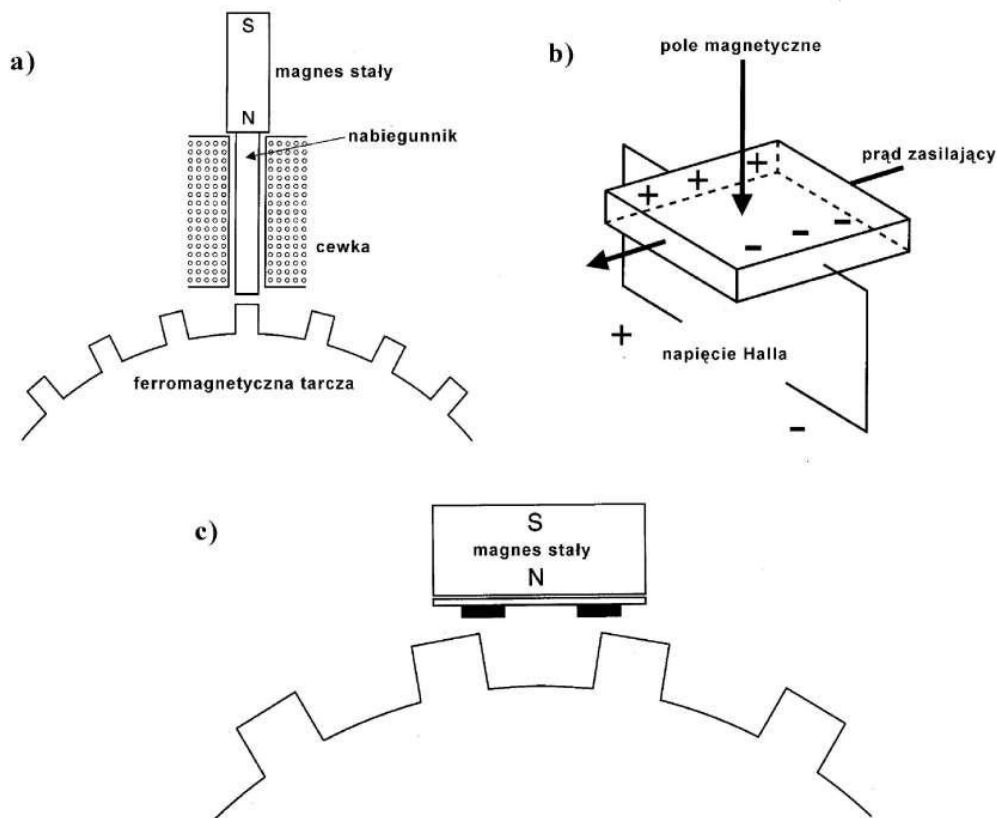 a)
S
magnes stały
N
nabiegunnik
cewka
ferromagnetyczna tarcza
b)
pole magnetyczne
prąd zasilający
+ + +
- - -
+
napięcie Halla
-
c)
S
magnes stały
N